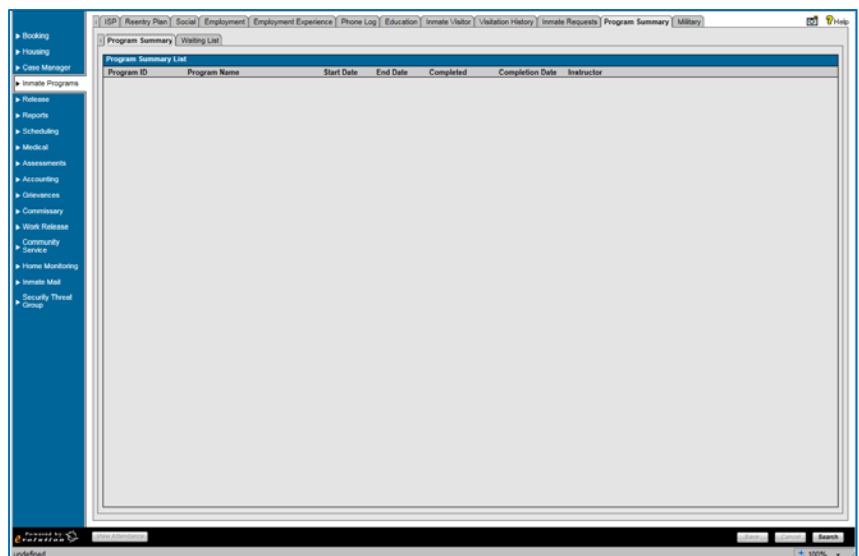 ISP Reentry Plan Social Employment Employment Experience Phone Log Education Inmate Visitor Visitation History Inmate Requests Program Summary Military Help
Program Summary Waiting List
Program Summary List
Program ID Program Name Start Date End Date Completed Completion Date Instructor
Booking
Housing
Case Manager
Inmate Programs
Release
Reports
Scheduling
Medical
Assessments
Accounting
Grievances
Commissary
Work Release
Community
Service
Home Monitoring
Inmate Mail
Security Threat
Group
Powered by
evolution
View Attendance Save Cancel Search
undefined 100%